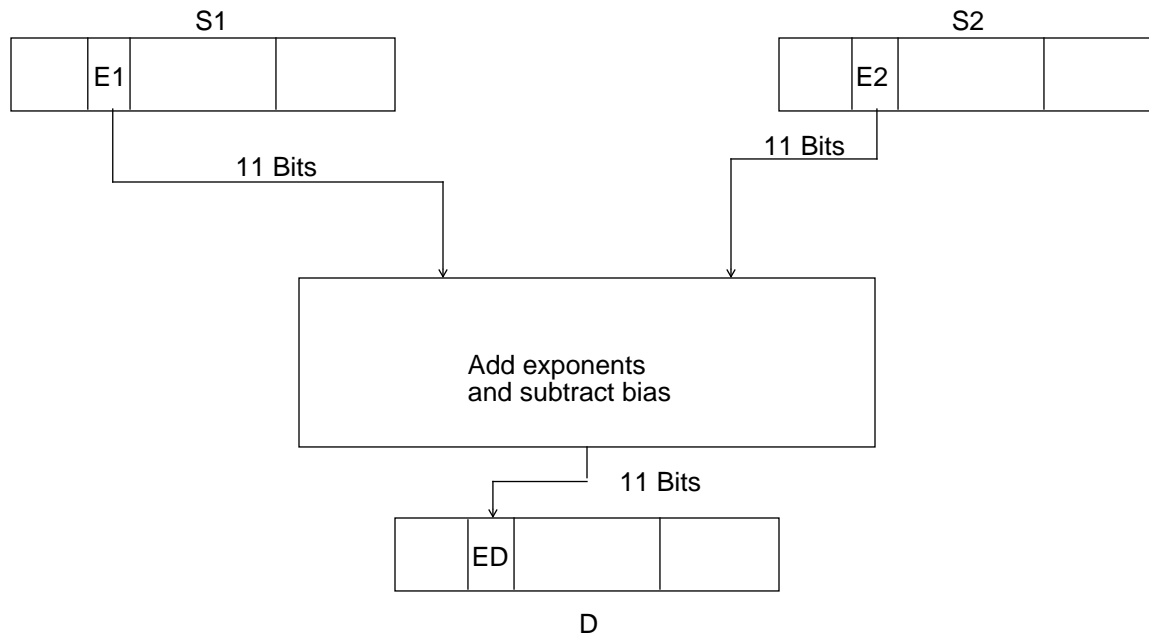 S1
S2
E1
E2
11 Bits
11 Bits
Add exponents
and subtract bias
11 Bits
ED
D